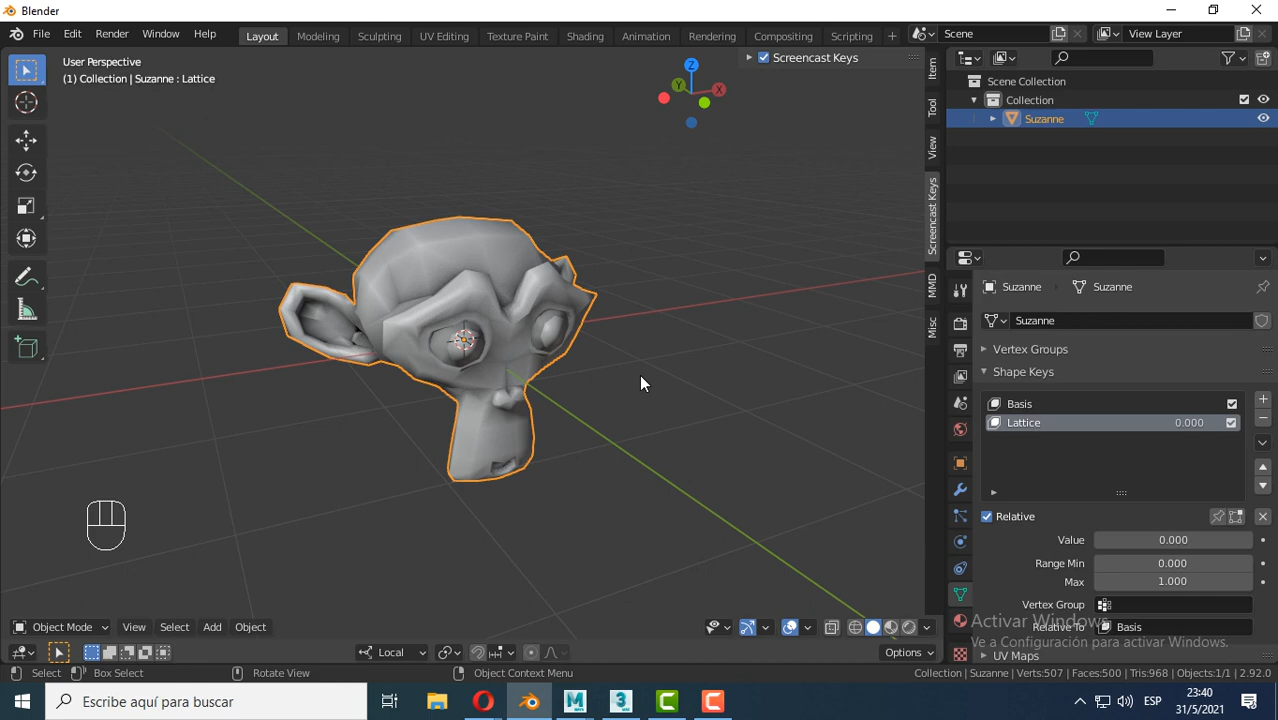 Blender
File Edit Render Window Help Layout Modeling Sculpting UV Editing Texture Paint Shading Animation Rendering Compositing Scripting Scene View Layer
User Perspective
(1) Collection | Suzanne : Lattice
Screencast Keys
Z
Y
X
Item
Tool
View
Screencast Keys
MMD
Misc
Scene Collection
Collection
Suzanne
Suzanne Suzanne
Suzanne
Vertex Groups
Shape Keys
Basis
Lattice 0.000
Relative
Value 0.000
Range Min 0.000
Max 1.000
Vertex Group
Relative To Basis
UV Maps
Activar Windows
Ve a Configuración para activar Windows.
Object Mode View Select Add Object
Local Options
Select Box Select Rotate View Object Context Menu Collection | Suzanne | Verts:507 | Faces:500 | Tris:968 | Objects:1/1 | 2.92.0
Escribe aquí para buscar
ESP
23:40
31/5/2021